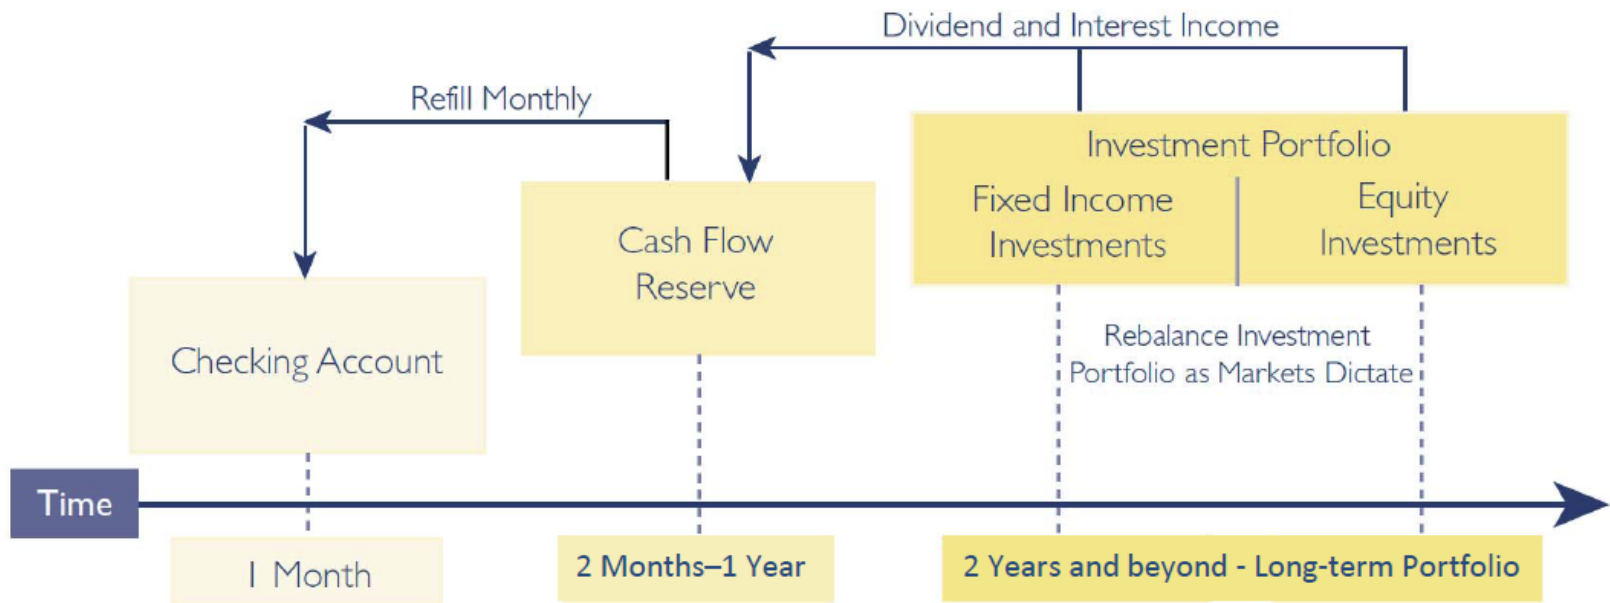 Dividend and Interest Income
Refill Monthly
Investment Portfolio
Fixed Income
Investments
Equity
Investments
Cash Flow
Reserve
Checking Account
Rebalance Investment
Portfolio as Markets Dictate
Time
1 Month
2 Months–1 Year
2 Years and beyond - Long-term Portfolio